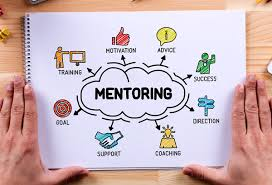 MOTIVATION
ADVICE
TRAINING
SUCCESS
MENTORING
GOAL
DIRECTION
SUPPORT
COACHING